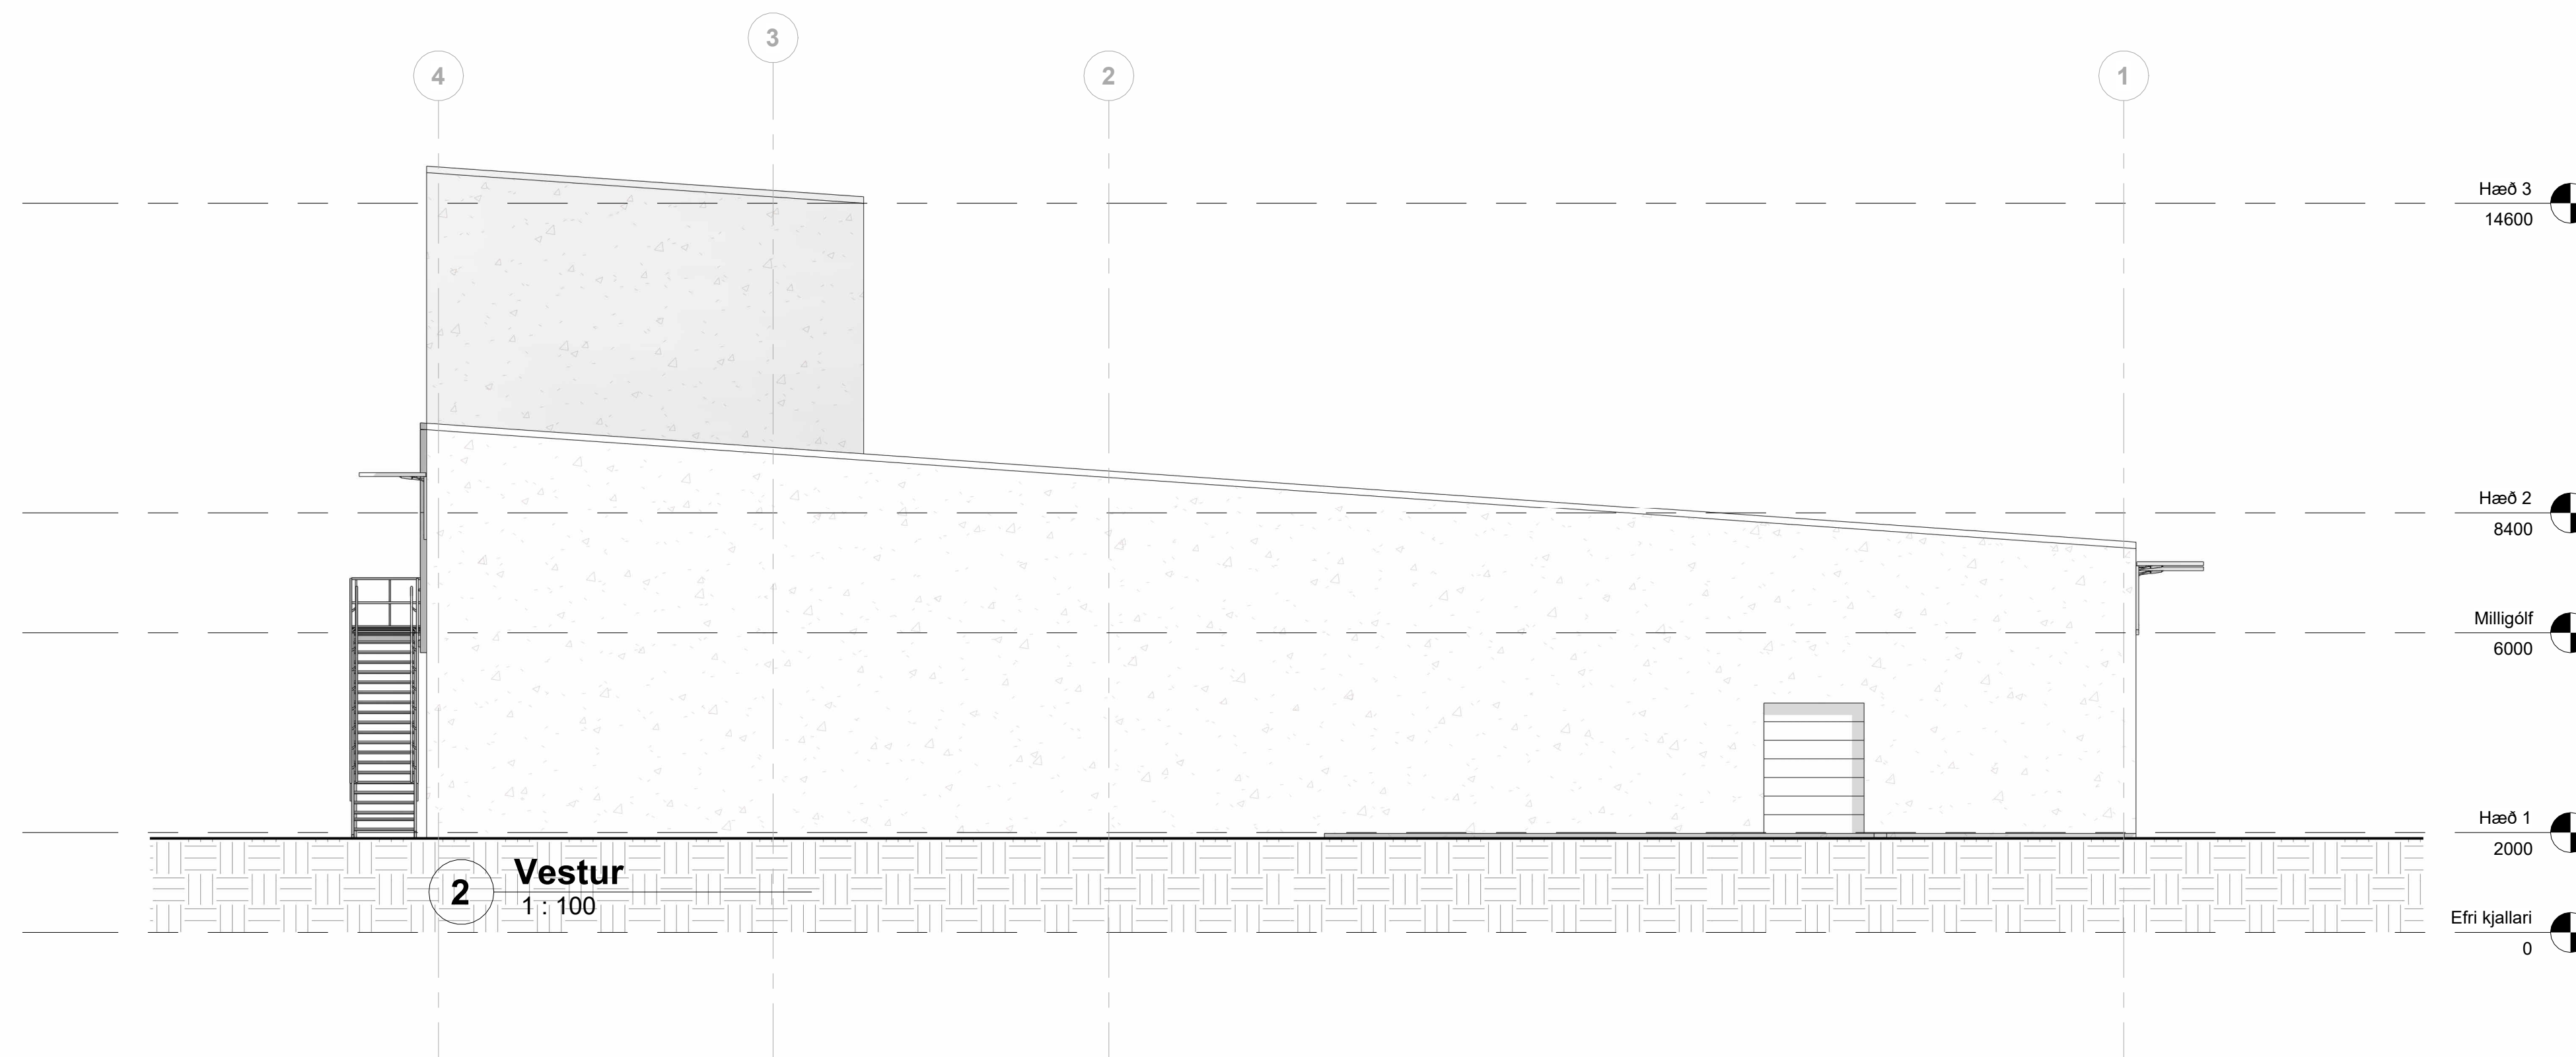 3
4
2
1
Hæð 3
14600
Hæð 2
8400
Milligólf
6000
Hæð 1
2000
Vestur
2
1 : 100
Efri kjallari
0